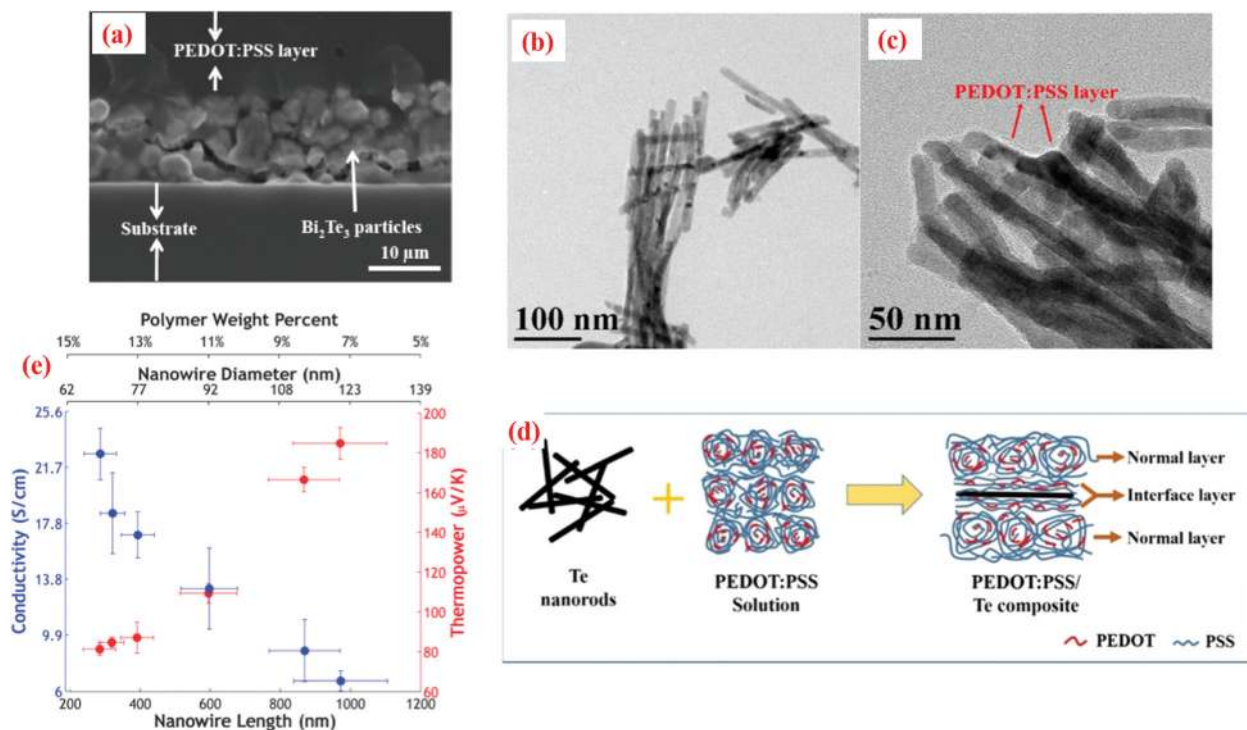 (a)
PEDOT:PSS layer
Substrate
Bi₂Te₃ particles
10 μm
(b)
100 nm
(c)
PEDOT:PSS layer
50 nm
(e)
Polymer Weight Percent
15% 13% 11% 9% 7% 5%
Nanowire Diameter (nm)
62 77 92 108 123 139
Conductivity (S/cm)
25.6
21.7
17.8
13.8
9.9
6
Thermopower (μV/K)
200
180
160
140
120
100
80
60
200 400 600 800 1000 1200
Nanowire Length (nm)
(d)
Te
nanorods
PEDOT:PSS
Solution
PEDOT:PSS/
Te composite
Normal layer
Interface layer
Normal layer
PEDOT PSS